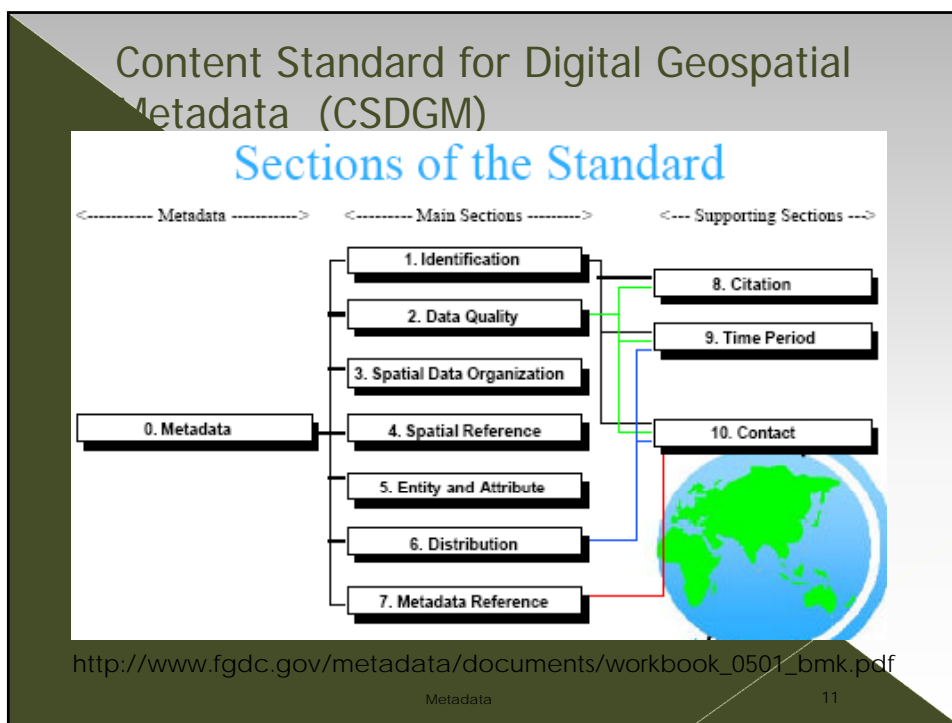 Content Standard for Digital Geospatial
Metadata (CSDGM)
Sections of the Standard
<----------- Metadata ----------->
<--------- Main Sections --------->
<--- Supporting Sections --->
0. Metadata
1. Identification
2. Data Quality
3. Spatial Data Organization
4. Spatial Reference
5. Entity and Attribute
6. Distribution
7. Metadata Reference
8. Citation
9. Time Period
10. Contact
http://www.fgdc.gov/metadata/documents/workbook_0501_bmk.pdf
Metadata
11